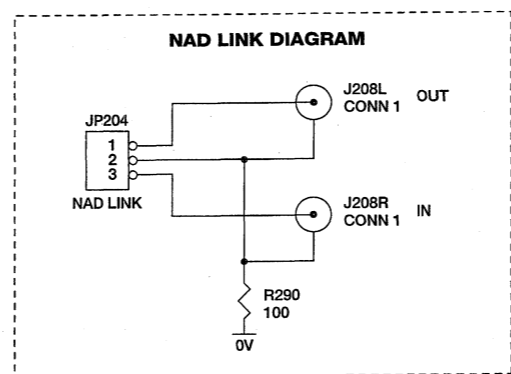 NAD LINK DIAGRAM
J208L
CONN 1
OUT
JP204
1
2
3
NAD LINK
J208R
CONN 1
IN
R290
100
0V